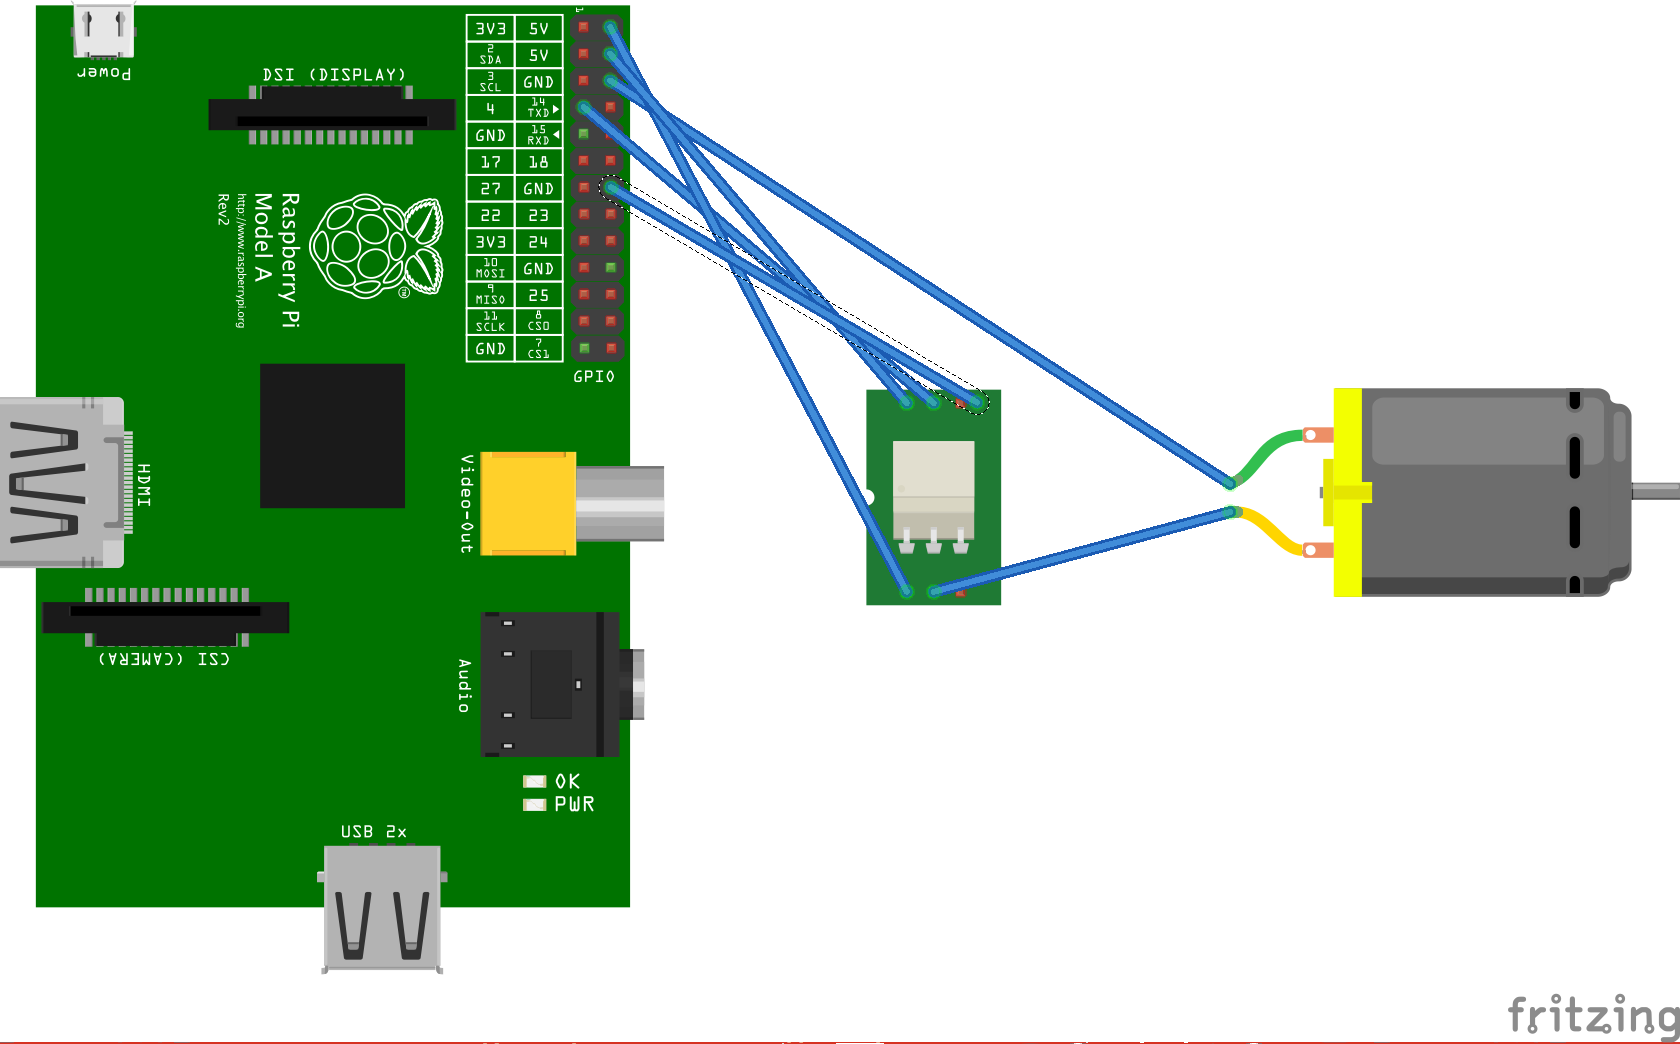 1
3V3 5V
2 SDA 5V
3 SCL GND
4 14 TXD
GND 15 RXD
17 18
27 GND
22 23
3V3 24
10 MOSI GND
9 MISO 25
11 SCLK 8 CS0
GND 7 CS1
GPIO
Power
DSI (DISPLAY)
Raspberry Pi
Model A
http://www.raspberrypi.org
Rev2
®
HDMI
Video-Out
CSI (CAMERA)
Audio
OK
PWR
USB 2x
fritzing